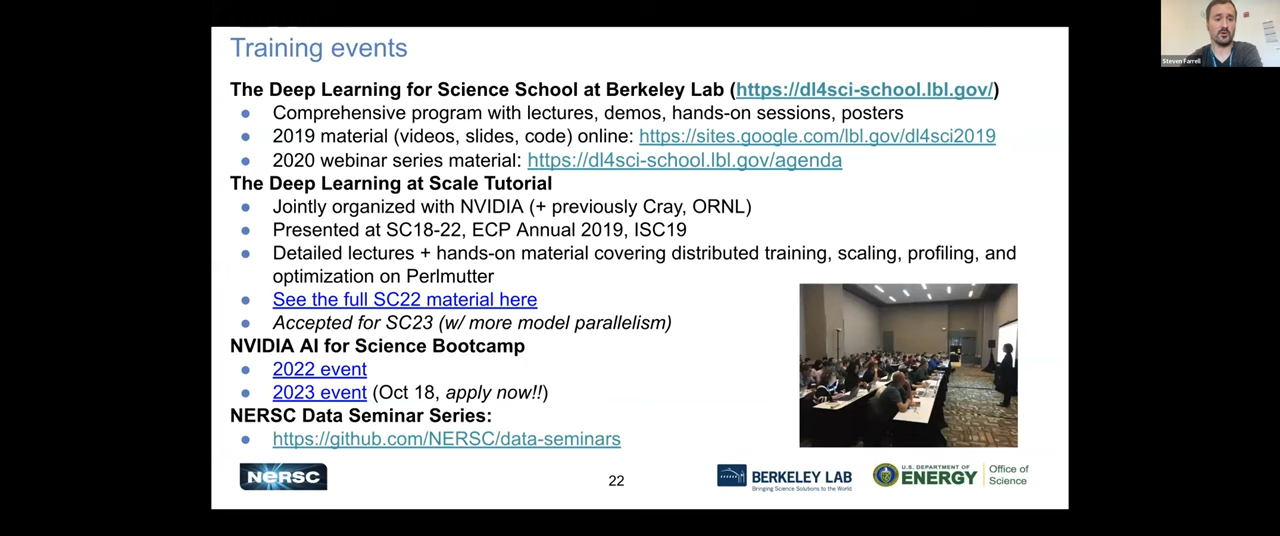 Training events
The Deep Learning for Science School at Berkeley Lab (https://dl4sci-school.lbl.gov/)
Comprehensive program with lectures, demos, hands-on sessions, posters
2019 material (videos, slides, code) online: https://sites.google.com/lbl.gov/dl4sci2019
2020 webinar series material: https://dl4sci-school.lbl.gov/agenda
The Deep Learning at Scale Tutorial
Jointly organized with NVIDIA (+ previously Cray, ORNL)
Presented at SC18-22, ECP Annual 2019, ISC19
Detailed lectures + hands-on material covering distributed training, scaling, profiling, and
optimization on Perlmutter
See the full SC22 material here
Accepted for SC23 (w/ more model parallelism)
NVIDIA AI for Science Bootcamp
2022 event
2023 event (Oct 18, apply now!!)
NERSC Data Seminar Series:
https://github.com/NERSC/data-seminars
NERSC
22
BERKELEY LAB
Bringing Science Solutions to the World
U.S. DEPARTMENT OF
ENERGY
Office of
Science
Steven Farrell